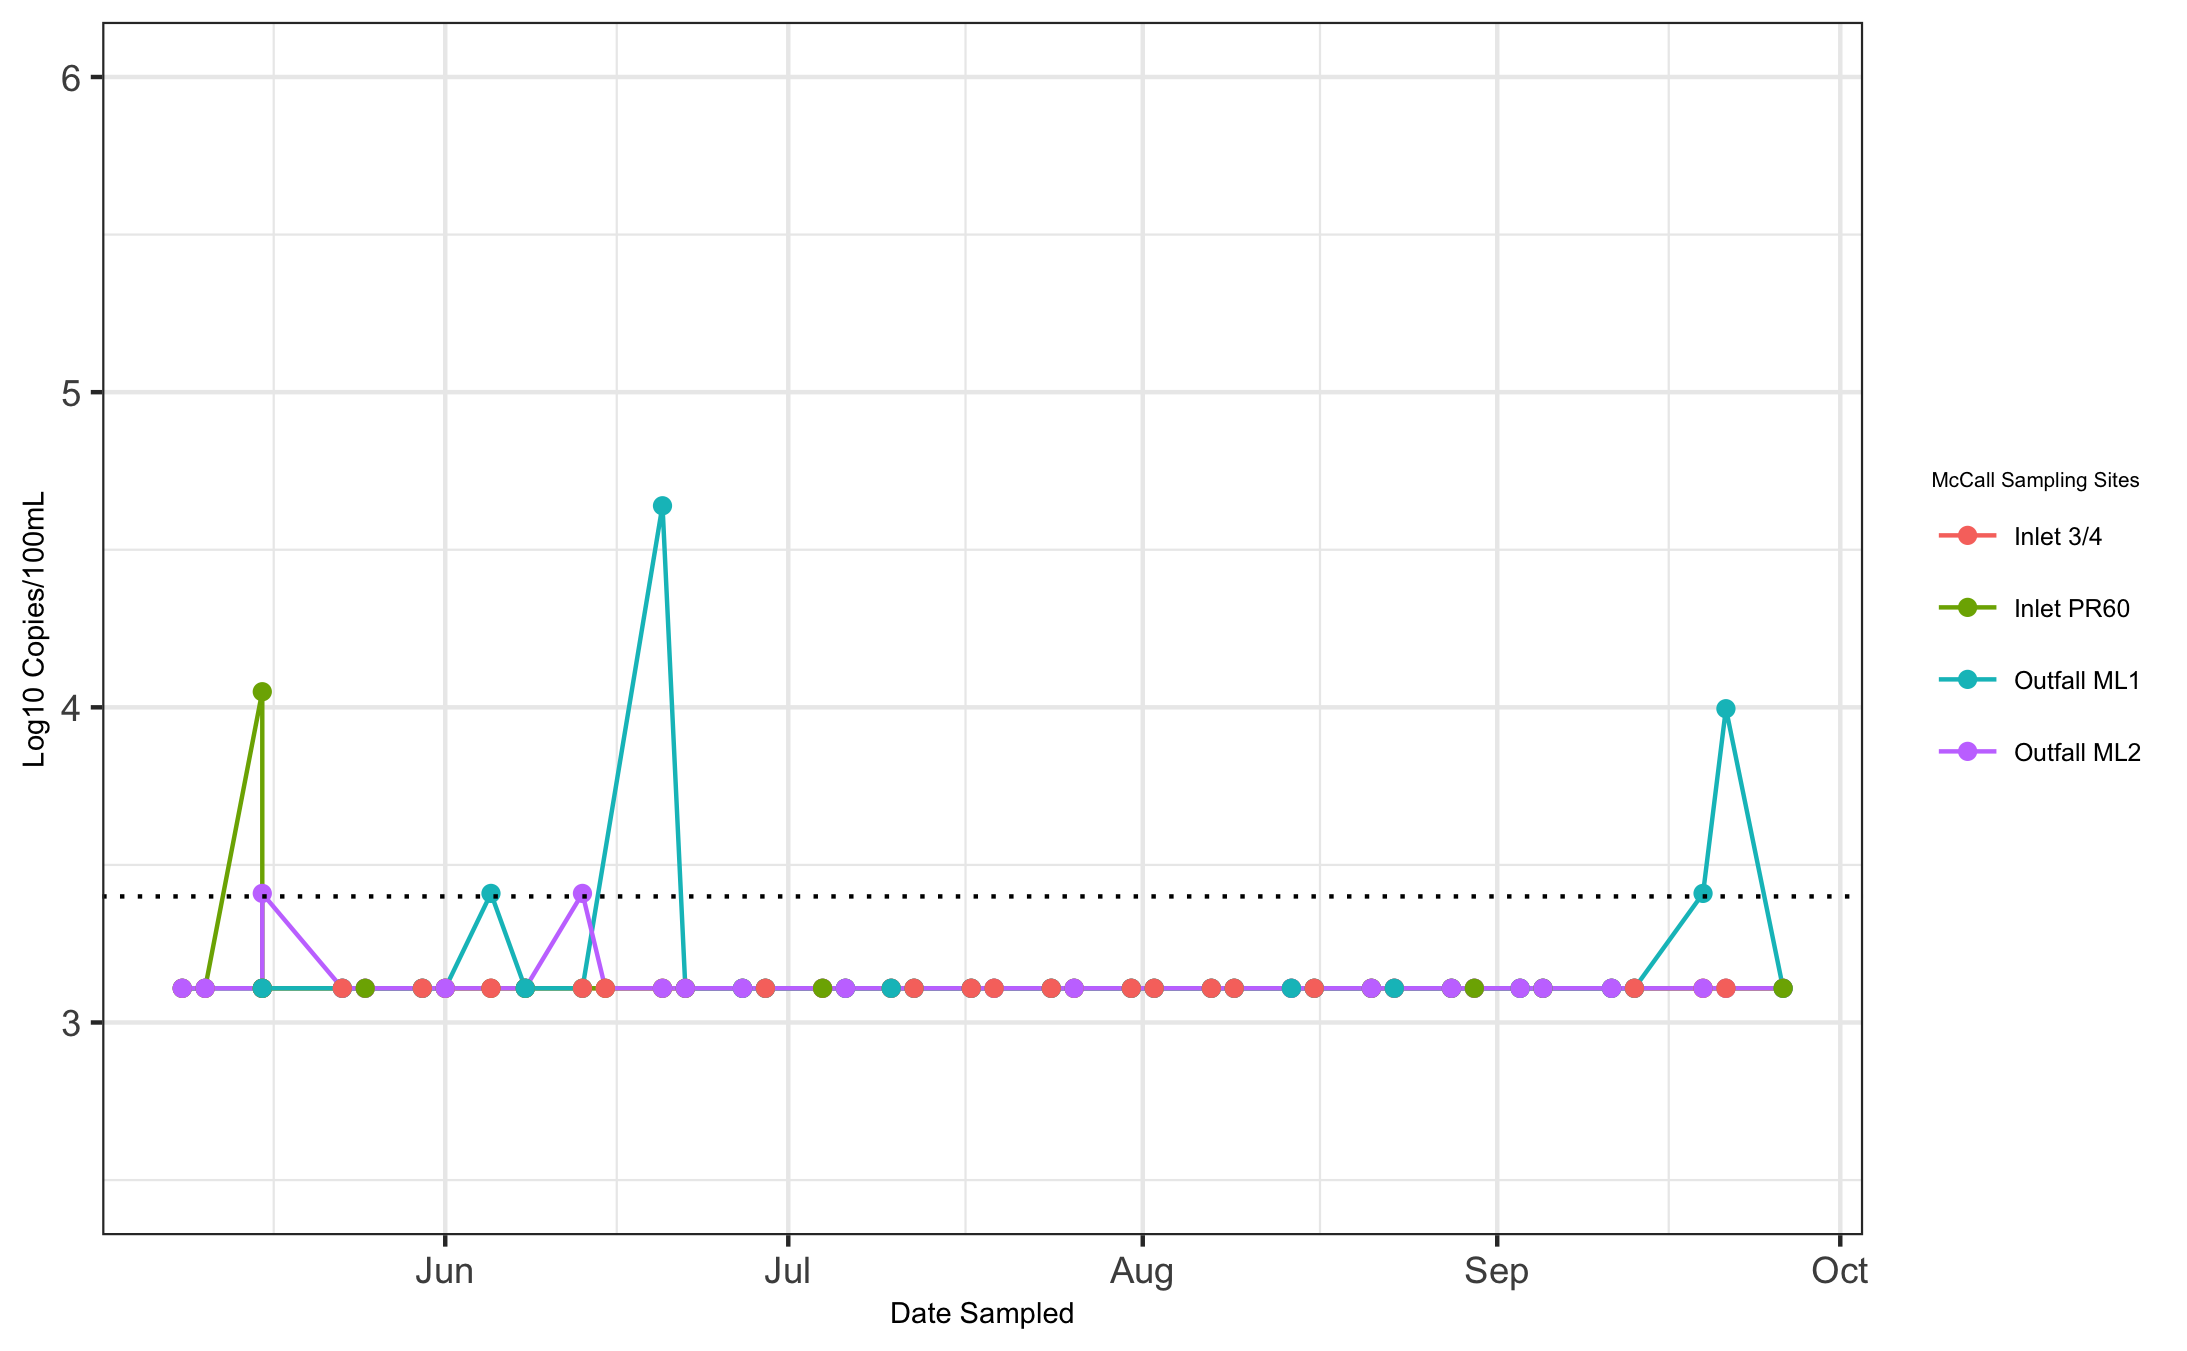 6
5
4
3
Log10 Copies/100mL
Jun
Jul
Aug
Sep
Oct
Date Sampled
McCall Sampling Sites
Inlet 3/4
Inlet PR60
Outfall ML1
Outfall ML2